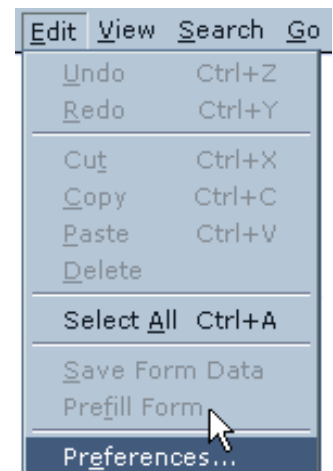 Edit View Search Go
Undo Ctrl+Z
Redo Ctrl+Y
Cut Ctrl+X
Copy Ctrl+C
Paste Ctrl+V
Delete
Select All Ctrl+A
Save Form Data
Prefill Form
Preferences...